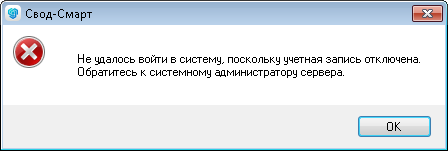 Свод-Смарт
Не удалось войти в систему, поскольку учетная запись отключена.
Обратитесь к системному администратору сервера.
OK